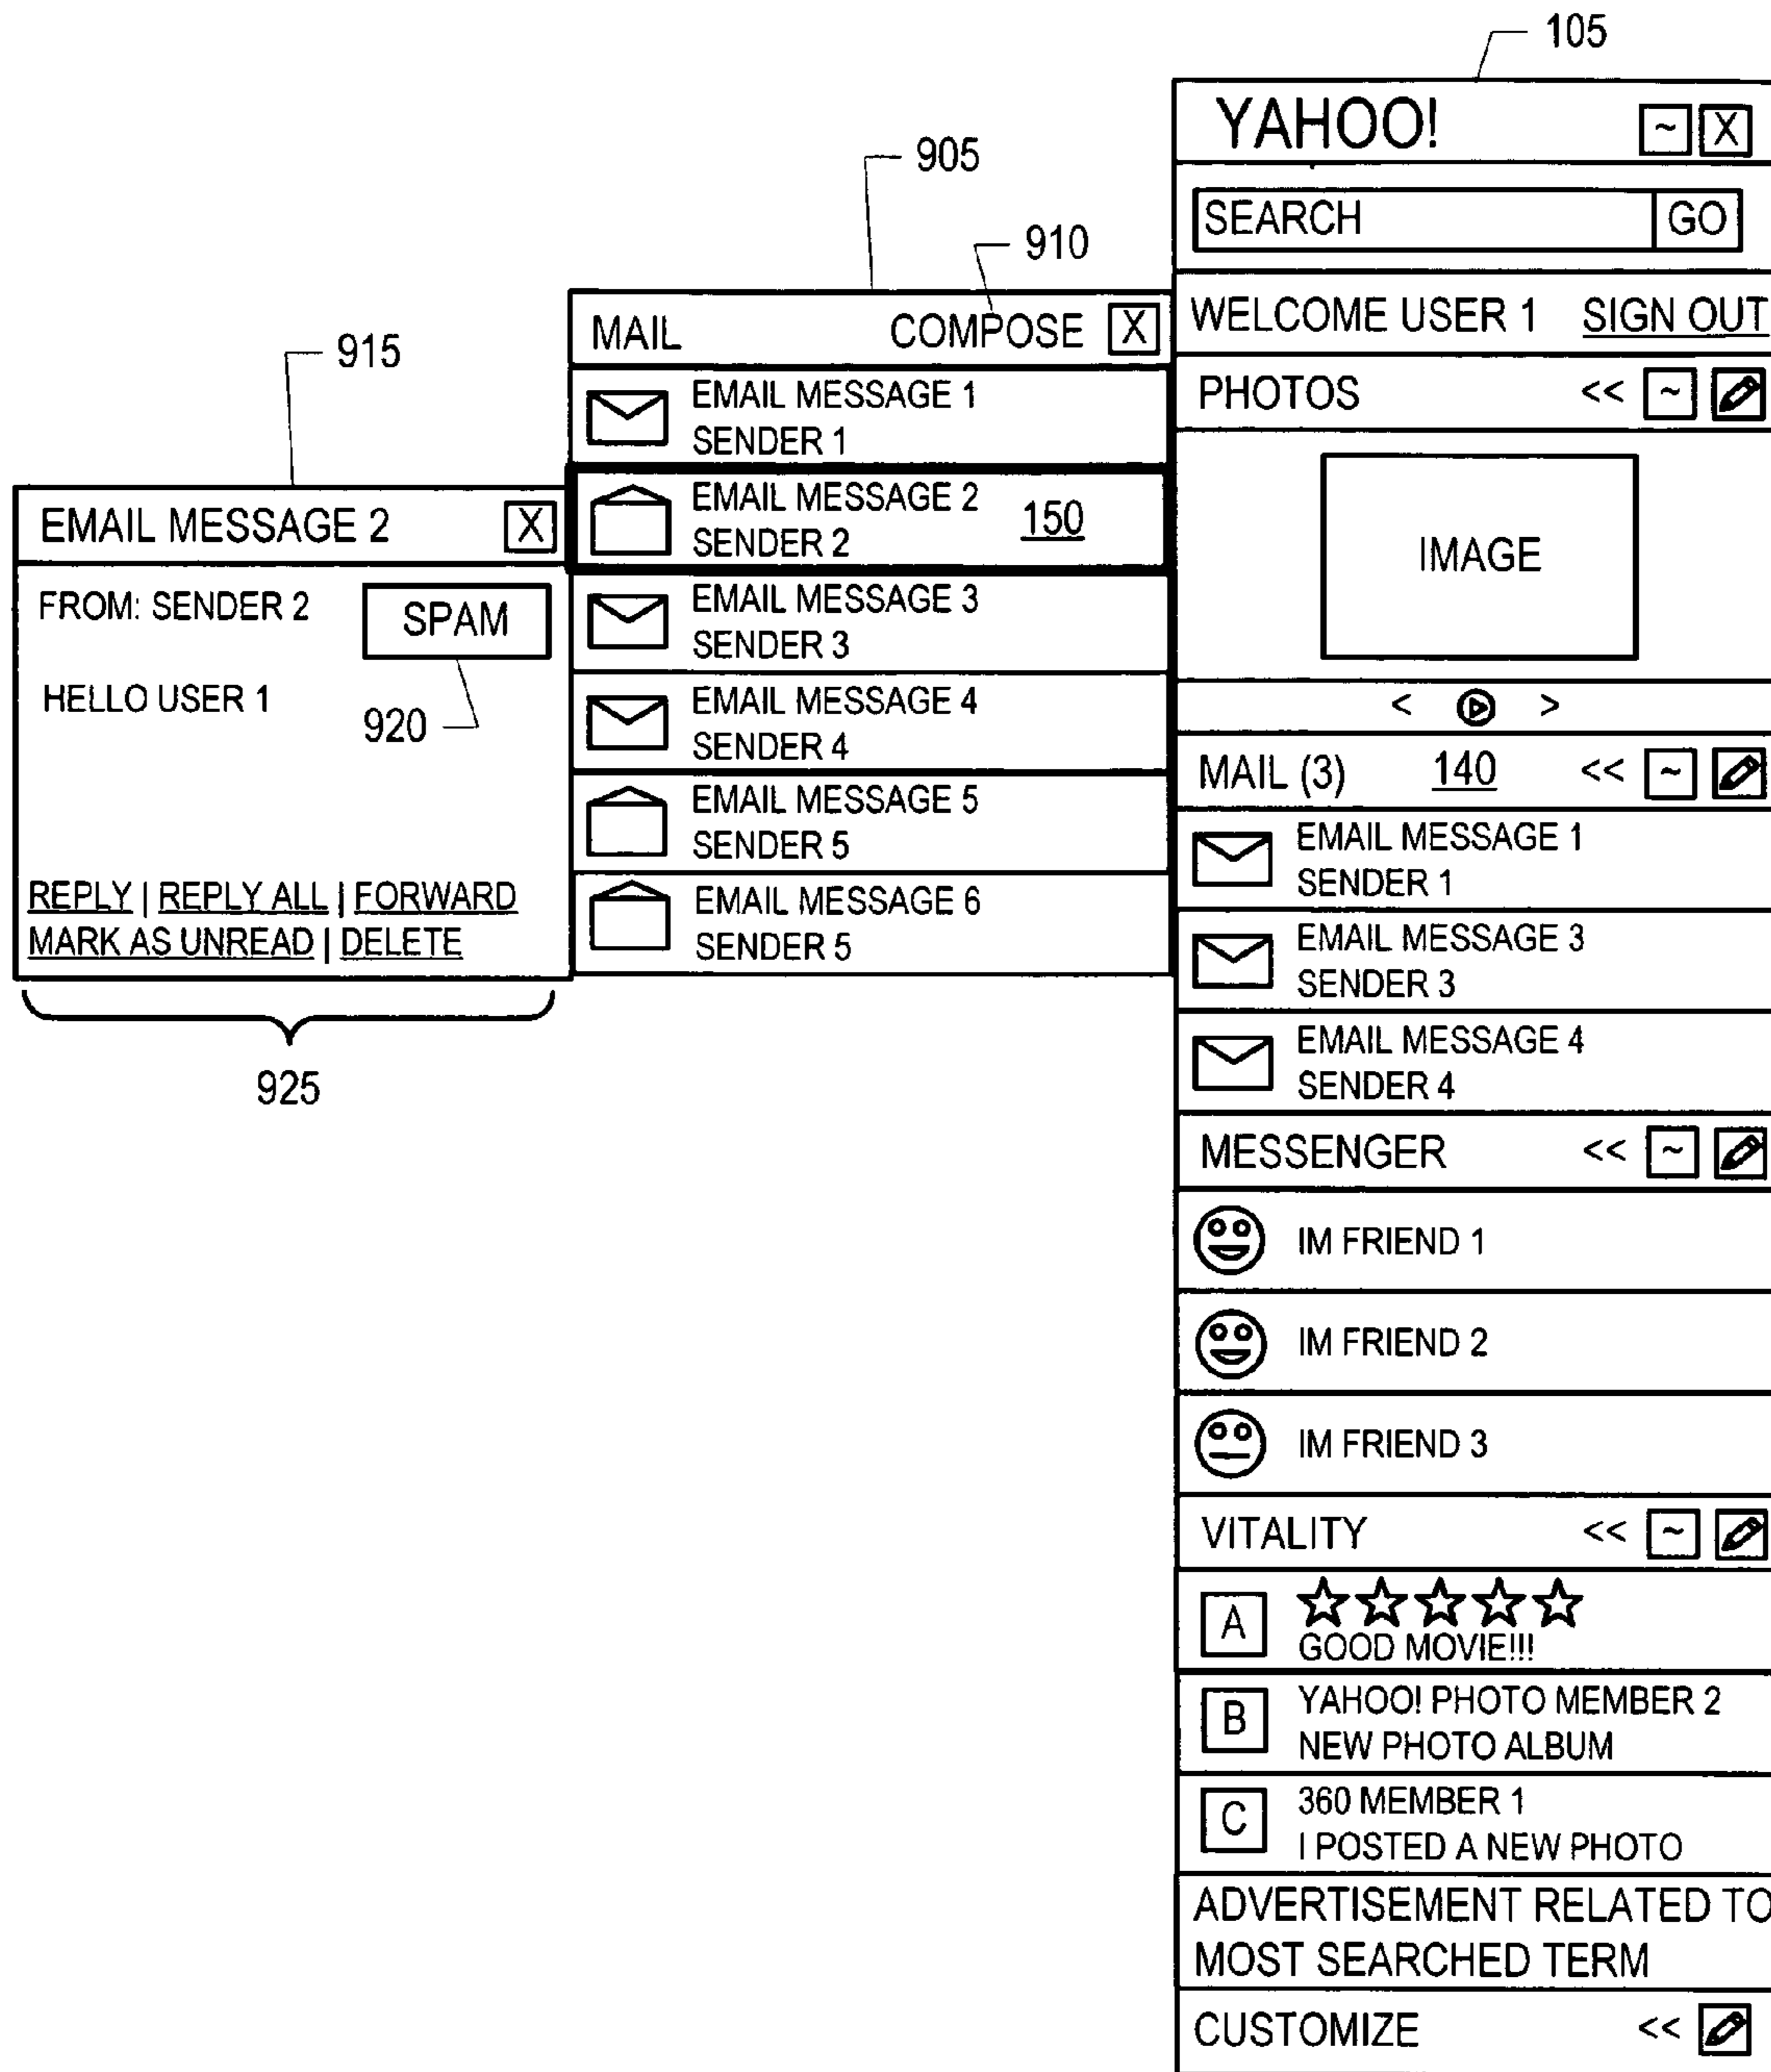 105
YAHOO! ~ X
SEARCH GO
WELCOME USER 1 SIGN OUT
PHOTOS << ~
IMAGE
< >
MAIL (3) 140 << ~
EMAIL MESSAGE 1
SENDER 1
EMAIL MESSAGE 3
SENDER 3
EMAIL MESSAGE 4
SENDER 4
MESSENGER << ~
IM FRIEND 1
IM FRIEND 2
IM FRIEND 3
VITALITY << ~
A
GOOD MOVIE!!!
B YAHOO! PHOTO MEMBER 2
NEW PHOTO ALBUM
C 360 MEMBER 1
I POSTED A NEW PHOTO
ADVERTISEMENT RELATED TO
MOST SEARCHED TERM
CUSTOMIZE <<
905
910
MAIL COMPOSE X
EMAIL MESSAGE 1
SENDER 1
EMAIL MESSAGE 2 150
SENDER 2
EMAIL MESSAGE 3
SENDER 3
EMAIL MESSAGE 4
SENDER 4
EMAIL MESSAGE 5
SENDER 5
EMAIL MESSAGE 6
SENDER 5
915
EMAIL MESSAGE 2 X
FROM: SENDER 2 SPAM
HELLO USER 1
920
REPLY | REPLY ALL | FORWARD
MARK AS UNREAD | DELETE
925